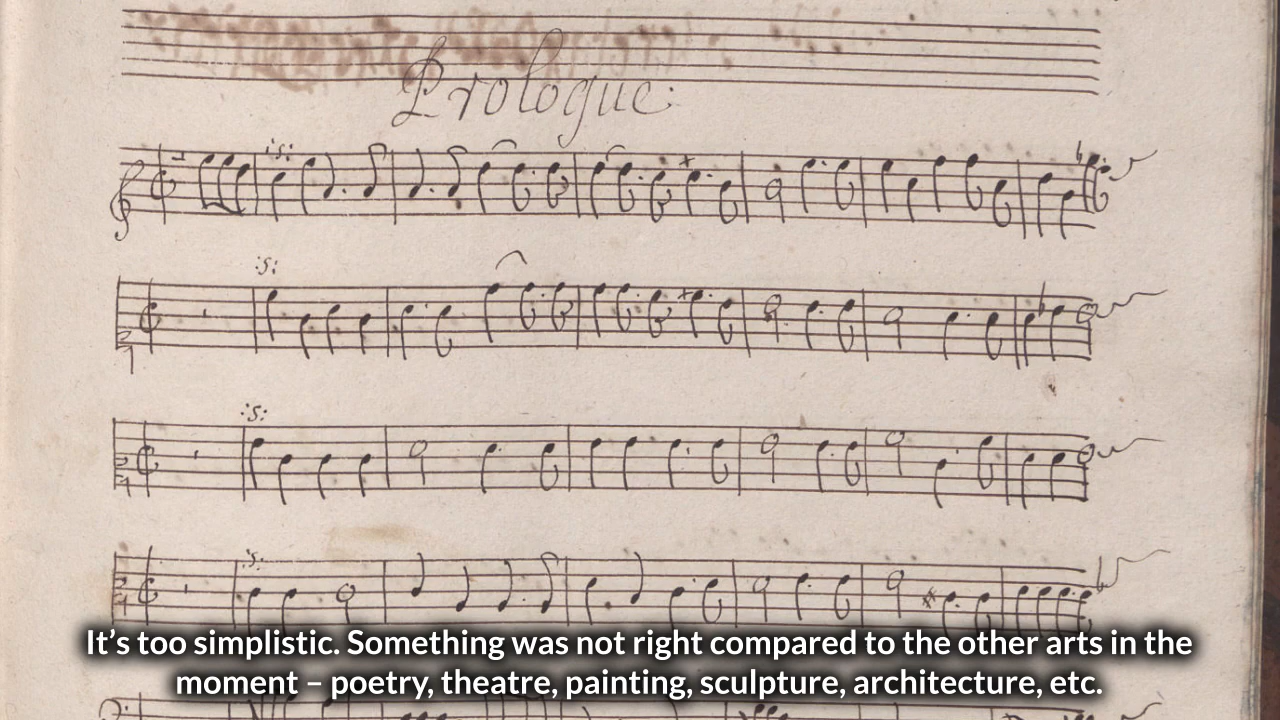 Prologue
It’s too simplistic. Something was not right compared to the other arts in the
moment – poetry, theatre, painting, sculpture, architecture, etc.